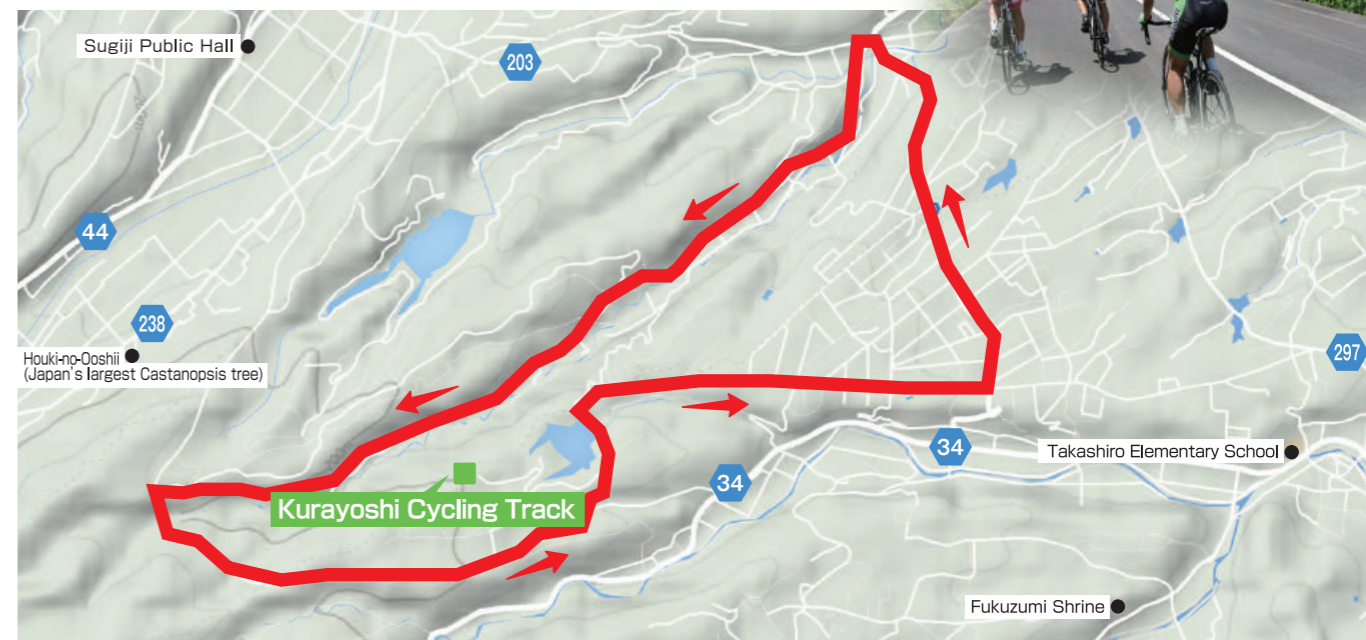 Sugiji Public Hall
203
44
238
Houki-no-Ooshii
(Japan's largest Castanopsis tree)
297
34
Takashiro Elementary School
34
Kurayoshi Cycling Track
Fukuzumi Shrine